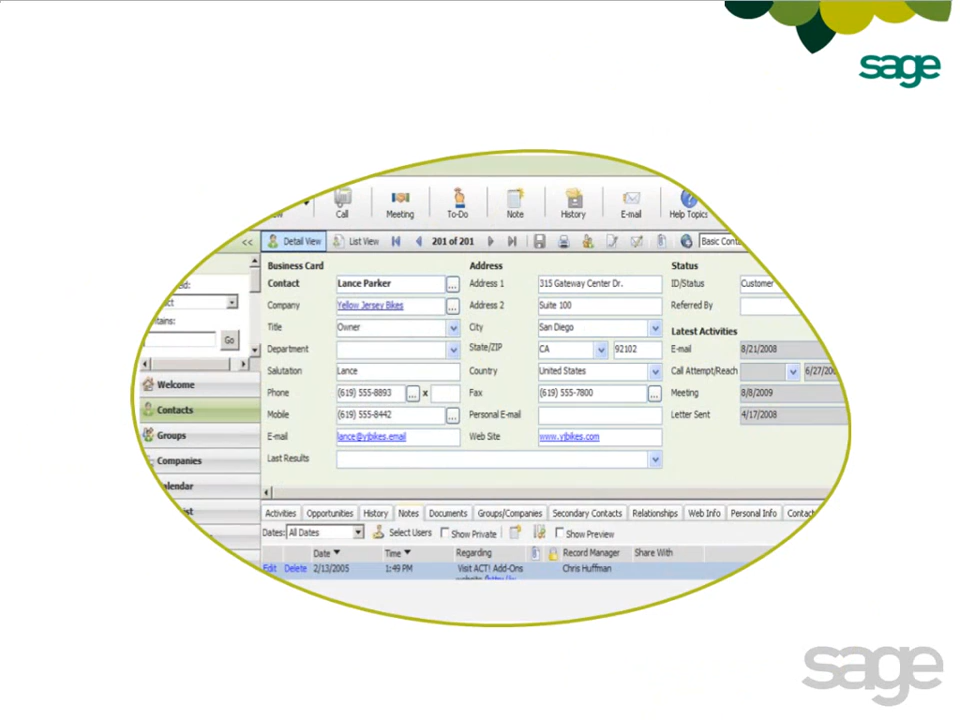 sage
Call Meeting To-Do Note History E-mail Help Topics
<< Detail View List View 201 of 201 Basic Cont
Business Card Address Status
Contact Lance Parker ... Address 1 315 Gateway Center Dr. ID/Status Customer
Company Yellow Jersey Bikes ... Address 2 Suite 100 Referred By
Title Owner City San Diego Latest Activities
Department State/ZIP CA 92102 E-mail 8/21/2008
Go
Salutation Lance Country United States Call Attempt/Reach 6/27/200
Welcome
Phone (619) 555-8893 ... x Fax (619) 555-7800 ... Meeting 8/8/2009
Contacts
Mobile (619) 555-8442 ... Personal E-mail Letter Sent 4/17/2008
Groups
E-mail lance@yjbikes.email Web Site www.yjbikes.com
Companies
Last Results
alendar
Activities Opportunities History Notes Documents Groups/Companies Secondary Contacts Relationships Web Info Personal Info Contac
Dates: All Dates Select Users Show Private Show Preview
Date Time Regarding Record Manager Share With
Edit Delete 2/13/2005 1:49 PM Visit ACT! Add-Ons Chris Huffman
sage